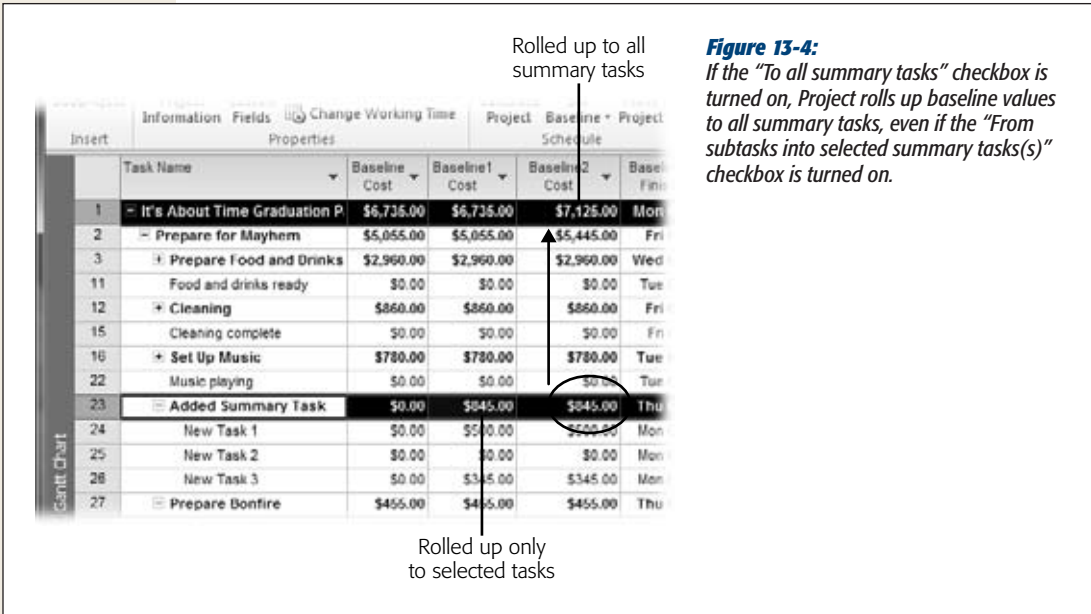 Rolled up to all
summary tasks
Figure 13-4:
If the “To all summary tasks” checkbox is
turned on, Project rolls up baseline values
to all summary tasks, even if the “From
subtasks into selected summary tasks(s)”
checkbox is turned on.
Information Fields Change Working Time Project Baseline Project
Insert Properties Schedule
Task Name Baseline Cost Baseline1 Cost Baseline2 Cost
1 It's About Time Graduation P $6,735.00 $6,735.00 $7,125.00 Mon
2 Prepare for Mayhem $5,055.00 $5,055.00 $5,445.00 Fri
3 Prepare Food and Drinks $2,960.00 $2,960.00 $2,960.00 Wed
11 Food and drinks ready $0.00 $0.00 $0.00 Tue
12 Cleaning $860.00 $860.00 $860.00 Fri
15 Cleaning complete $0.00 $0.00 $0.00 Fri
16 Set Up Music $780.00 $780.00 $780.00 Tue
22 Music playing $0.00 $0.00 $0.00 Tue
23 Added Summary Task $0.00 $845.00 $845.00 Thu
24 New Task 1 $0.00 $500.00 $500.00 Mon
25 New Task 2 $0.00 $0.00 $0.00 Mon
26 New Task 3 $0.00 $345.00 $345.00 Mon
27 Prepare Bonfire $455.00 $455.00 $455.00 Thu
Gantt Chart
Rolled up only
to selected tasks